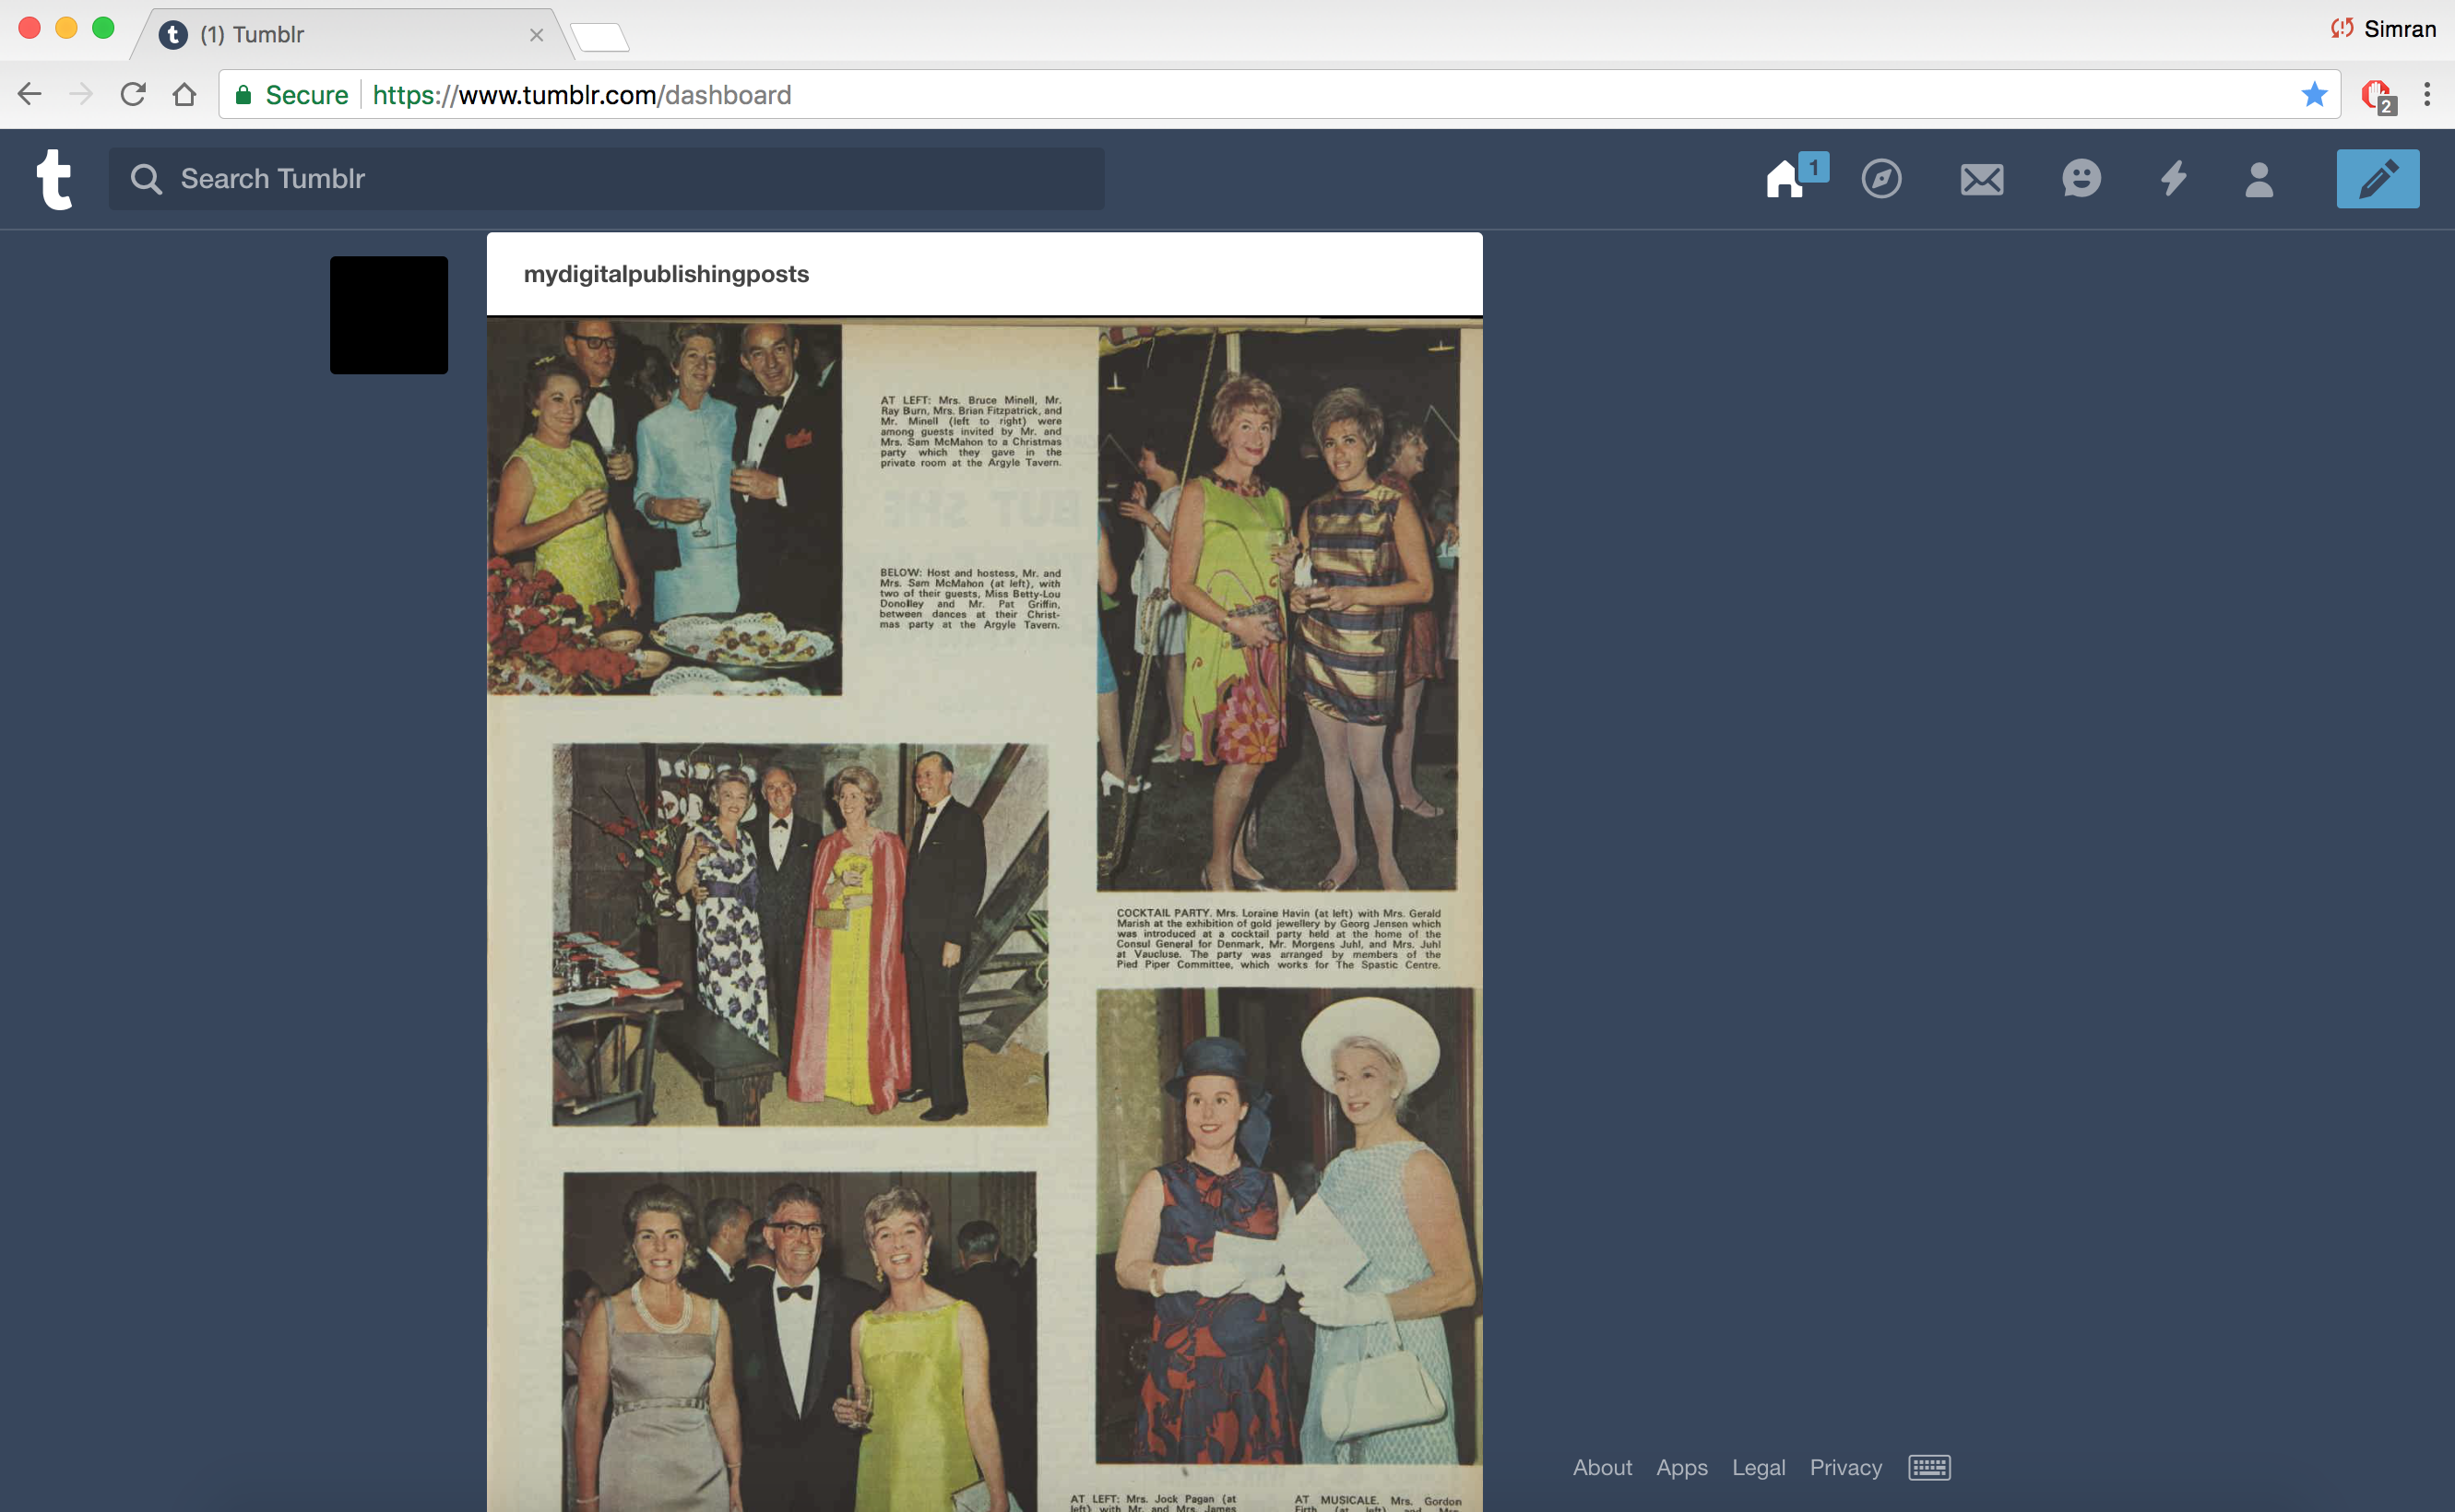 (1) Tumblr
Simran
Secure
https://www.tumblr.com/dashboard
2
t
Search Tumblr
1
mydigitalpublishingposts
AT LEFT: Mrs. Bruce Minell, Mr.
Ray Burn, Mrs. Brian Fitzpatrick, and
Mr. Minell (left to right) were
among guests invited by Mr. and
Mrs. Sam McMahon to a Christmas
party which they gave in the
private room at the Argyle Tavern.
BUT SHE
BELOW: Host and hostess, Mr. and
Mrs. Sam McMahon (at left), with
two of their guests, Miss Betty-Lou
Donolley and Mr. Pat Griffin,
between dances at their Christ-
mas party at the Argyle Tavern.
COCKTAIL PARTY. Mrs. Loraine Havin (at left) with Mrs. Gerald
Marish at the exhibition of gold jewellery by Georg Jensen which
was introduced at a cocktail party held at the home of the
Consul General for Denmark, Mr. Morgens Juhl, and Mrs. Juhl
at Vaucluse. The party was arranged by members of the
Pied Piper Committee, which works for The Spastic Centre.
AT LEFT: Mrs. Jock Pagan (at
left) with Mr. and Mrs. James
AT MUSICALE. Mrs. Gordon
Firth (at left) and Mrs.
About Apps Legal Privacy